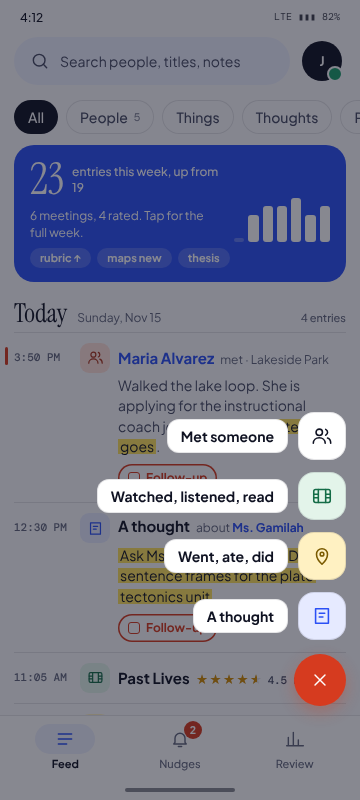 4:12
LTE 82%
Search people, titles, notes
J
All
People 5
Things
Thoughts
23 entries this week, up from
19
6 meetings, 4 rated. Tap for the
full week.
rubric ↑
maps new
thesis
Today Sunday, Nov 15
4 entries
3:50 PM
Maria Alvarez met · Lakeside Park
Walked the lake loop. She is
applying for the instructional
coach
goes.
Met someone
Follow-up
Watched, listened, read
12:30 PM
A thought about Ms. Gamilah
Ask Ms
Went, ate, did
sentence frames for the plate
tectonics unit
A thought
Follow-up
11:05 AM
Past Lives ★★★★ 4.5
Feed
2
Nudges
Review